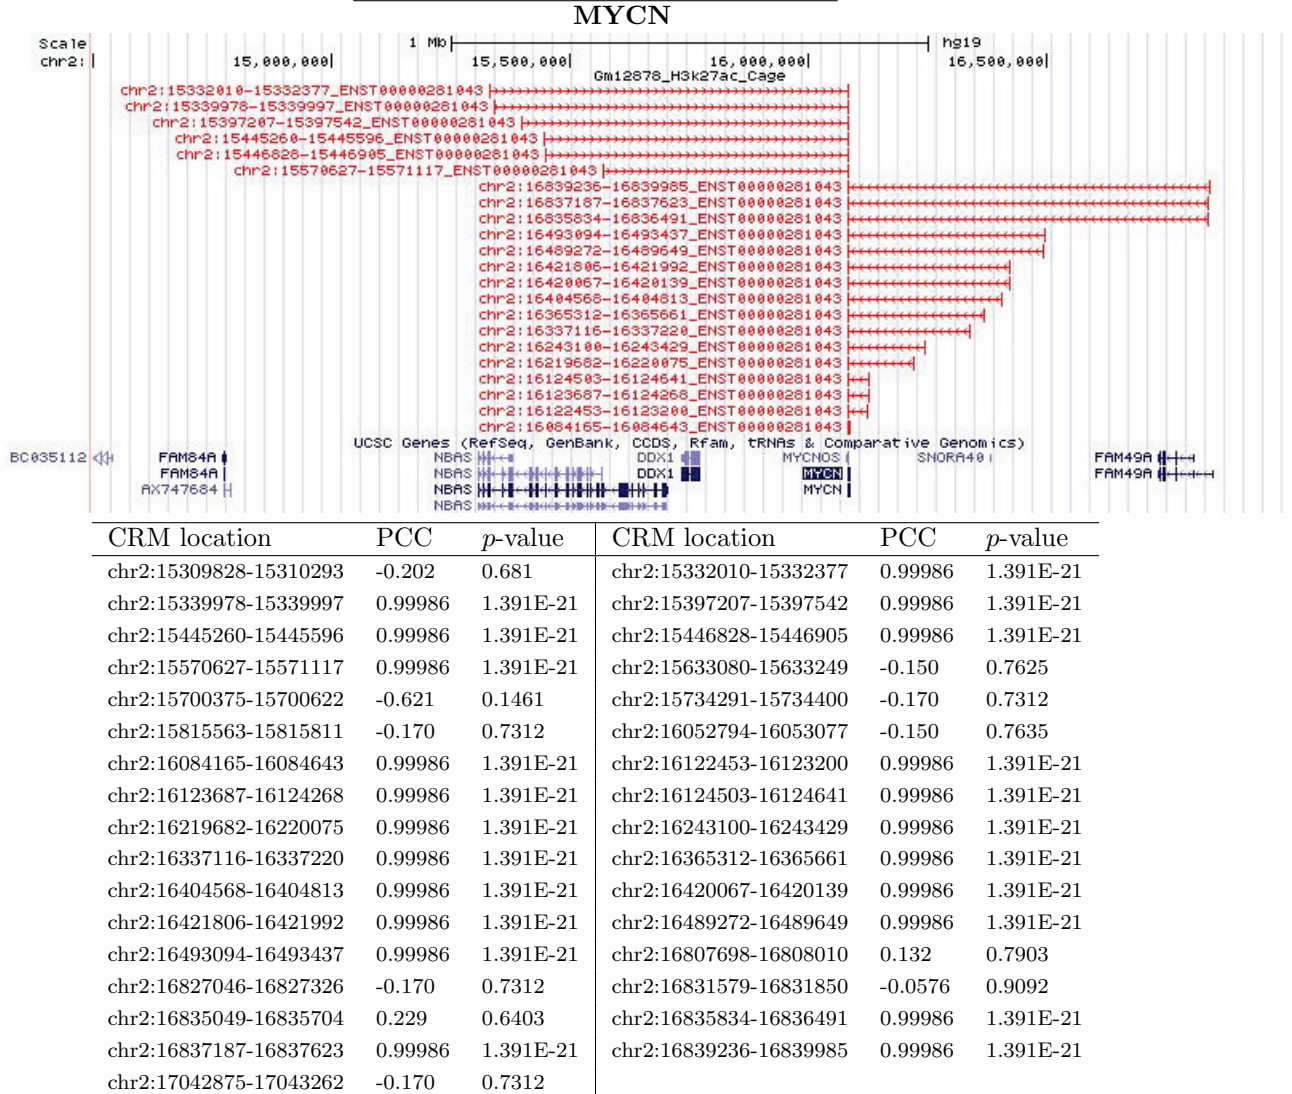 MYCN
Scale 1 Mb hg19
chr2: 15,000,000 15,500,000 16,000,000 16,500,000
Gm12878_H3k27ac_Cage
chr2:15332010-15332377_ENST00000281043
chr2:15339978-15339997_ENST00000281043
chr2:15397207-15397542_ENST00000281043
chr2:15445260-15445596_ENST00000281043
chr2:15446828-15446905_ENST00000281043
chr2:15570627-15571117_ENST00000281043
chr2:16839236-16839985_ENST00000281043
chr2:16837187-16837623_ENST00000281043
chr2:16835834-16836491_ENST00000281043
chr2:16493094-16493437_ENST00000281043
chr2:16489272-16489649_ENST00000281043
chr2:16421806-16421992_ENST00000281043
chr2:16420067-16420139_ENST00000281043
chr2:16404568-16404813_ENST00000281043
chr2:16365312-16365661_ENST00000281043
chr2:16337116-16337220_ENST00000281043
chr2:16243100-16243429_ENST00000281043
chr2:16219682-16220075_ENST00000281043
chr2:16124503-16124641_ENST00000281043
chr2:16123687-16124268_ENST00000281043
chr2:16122453-16123200_ENST00000281043
chr2:16084165-16084643_ENST00000281043
UCSC Genes (RefSeq, GenBank, CCDS, Rfam, tRNAs & Comparative Genomics)
BC035112 FAM84A NBAS DDX1 MYCNOS SNORA40 FAM49A
FAM84A NBAS DDX1 MYCN FAM49A
AX747684 NBAS MYCN
NBAS
CRM location PCC p-value CRM location PCC p-value
chr2:15309828-15310293 -0.202 0.681 chr2:15332010-15332377 0.99986 1.391E-21
chr2:15339978-15339997 0.99986 1.391E-21 chr2:15397207-15397542 0.99986 1.391E-21
chr2:15445260-15445596 0.99986 1.391E-21 chr2:15446828-15446905 0.99986 1.391E-21
chr2:15570627-15571117 0.99986 1.391E-21 chr2:15633080-15633249 -0.150 0.7625
chr2:15700375-15700622 -0.621 0.1461 chr2:15734291-15734400 -0.170 0.7312
chr2:15815563-15815811 -0.170 0.7312 chr2:16052794-16053077 -0.150 0.7635
chr2:16084165-16084643 0.99986 1.391E-21 chr2:16122453-16123200 0.99986 1.391E-21
chr2:16123687-16124268 0.99986 1.391E-21 chr2:16124503-16124641 0.99986 1.391E-21
chr2:16219682-16220075 0.99986 1.391E-21 chr2:16243100-16243429 0.99986 1.391E-21
chr2:16337116-16337220 0.99986 1.391E-21 chr2:16365312-16365661 0.99986 1.391E-21
chr2:16404568-16404813 0.99986 1.391E-21 chr2:16420067-16420139 0.99986 1.391E-21
chr2:16421806-16421992 0.99986 1.391E-21 chr2:16489272-16489649 0.99986 1.391E-21
chr2:16493094-16493437 0.99986 1.391E-21 chr2:16807698-16808010 0.132 0.7903
chr2:16827046-16827326 -0.170 0.7312 chr2:16831579-16831850 -0.0576 0.9092
chr2:16835049-16835704 0.229 0.6403 chr2:16835834-16836491 0.99986 1.391E-21
chr2:16837187-16837623 0.99986 1.391E-21 chr2:16839236-16839985 0.99986 1.391E-21
chr2:17042875-17043262 -0.170 0.7312